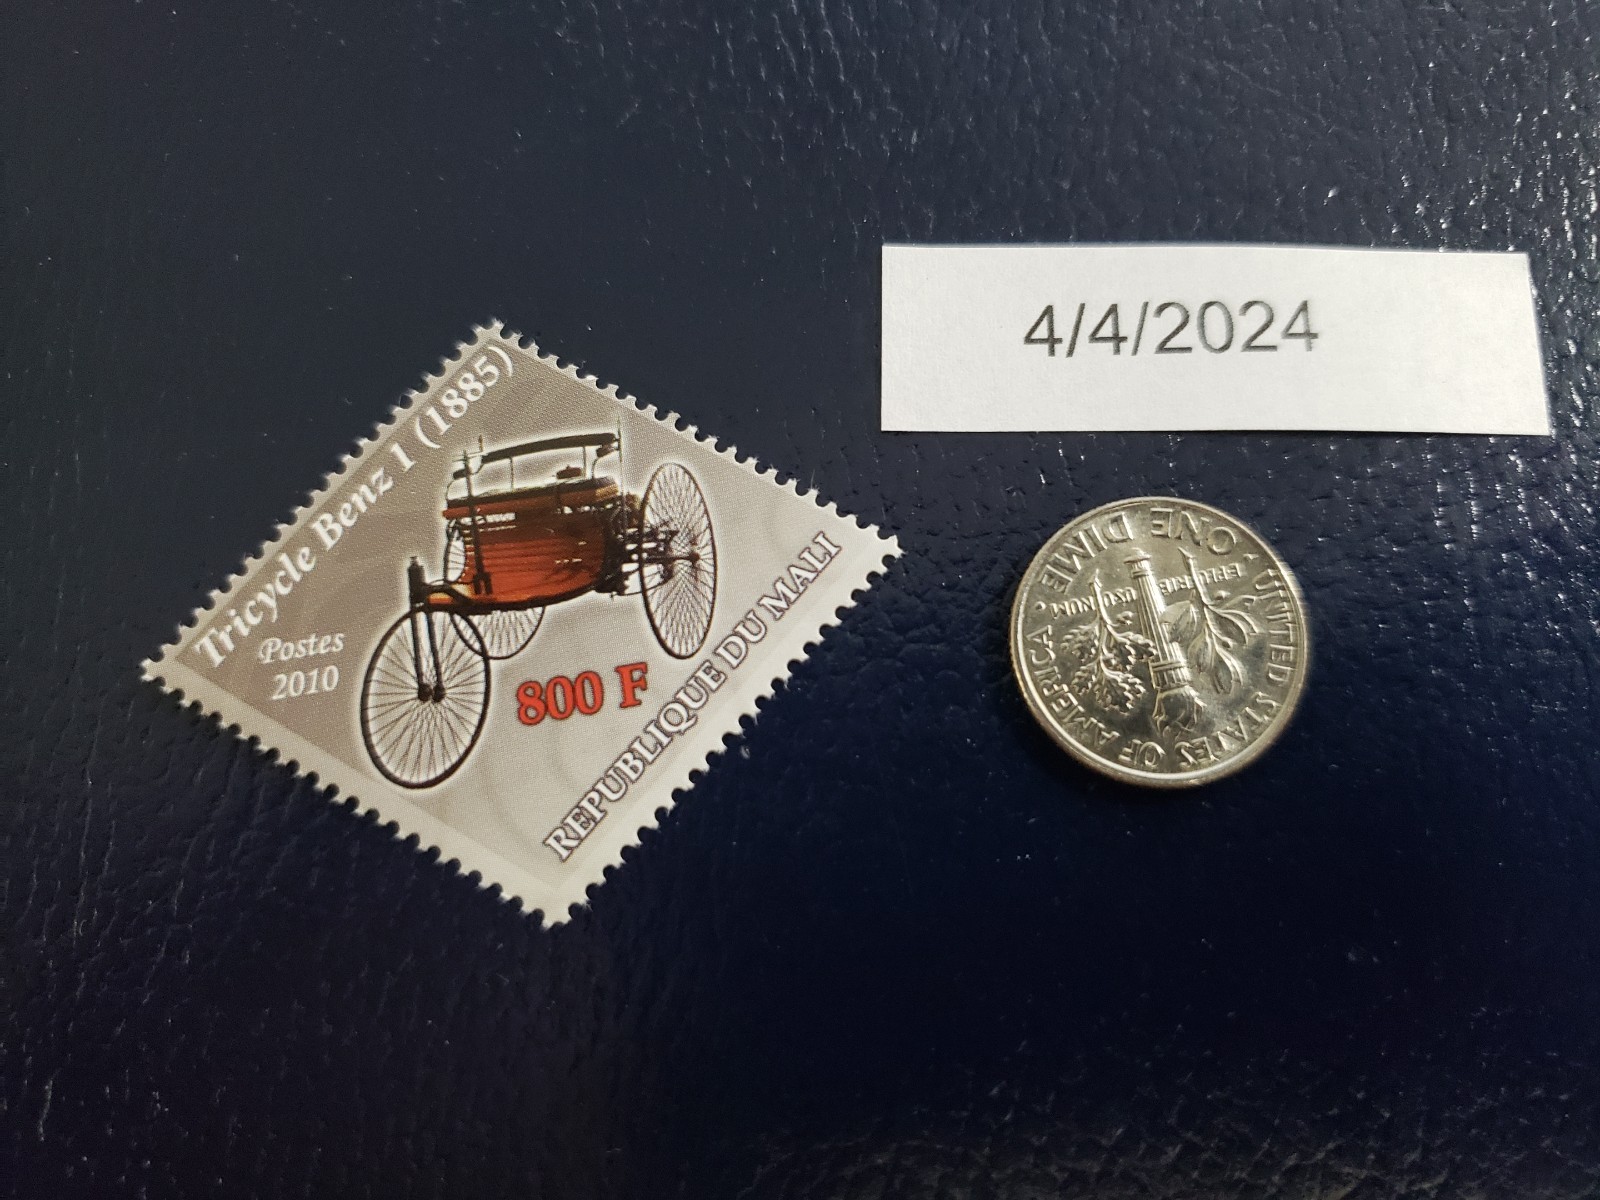 Tricycle Benz 1 (1885)
Postes
2010
800 F
REPUBLIQUE DU MALI
4/4/2024
UNITED STATES OF AMERICA
· ONE DIME ·
E PLURIBUS UNUM